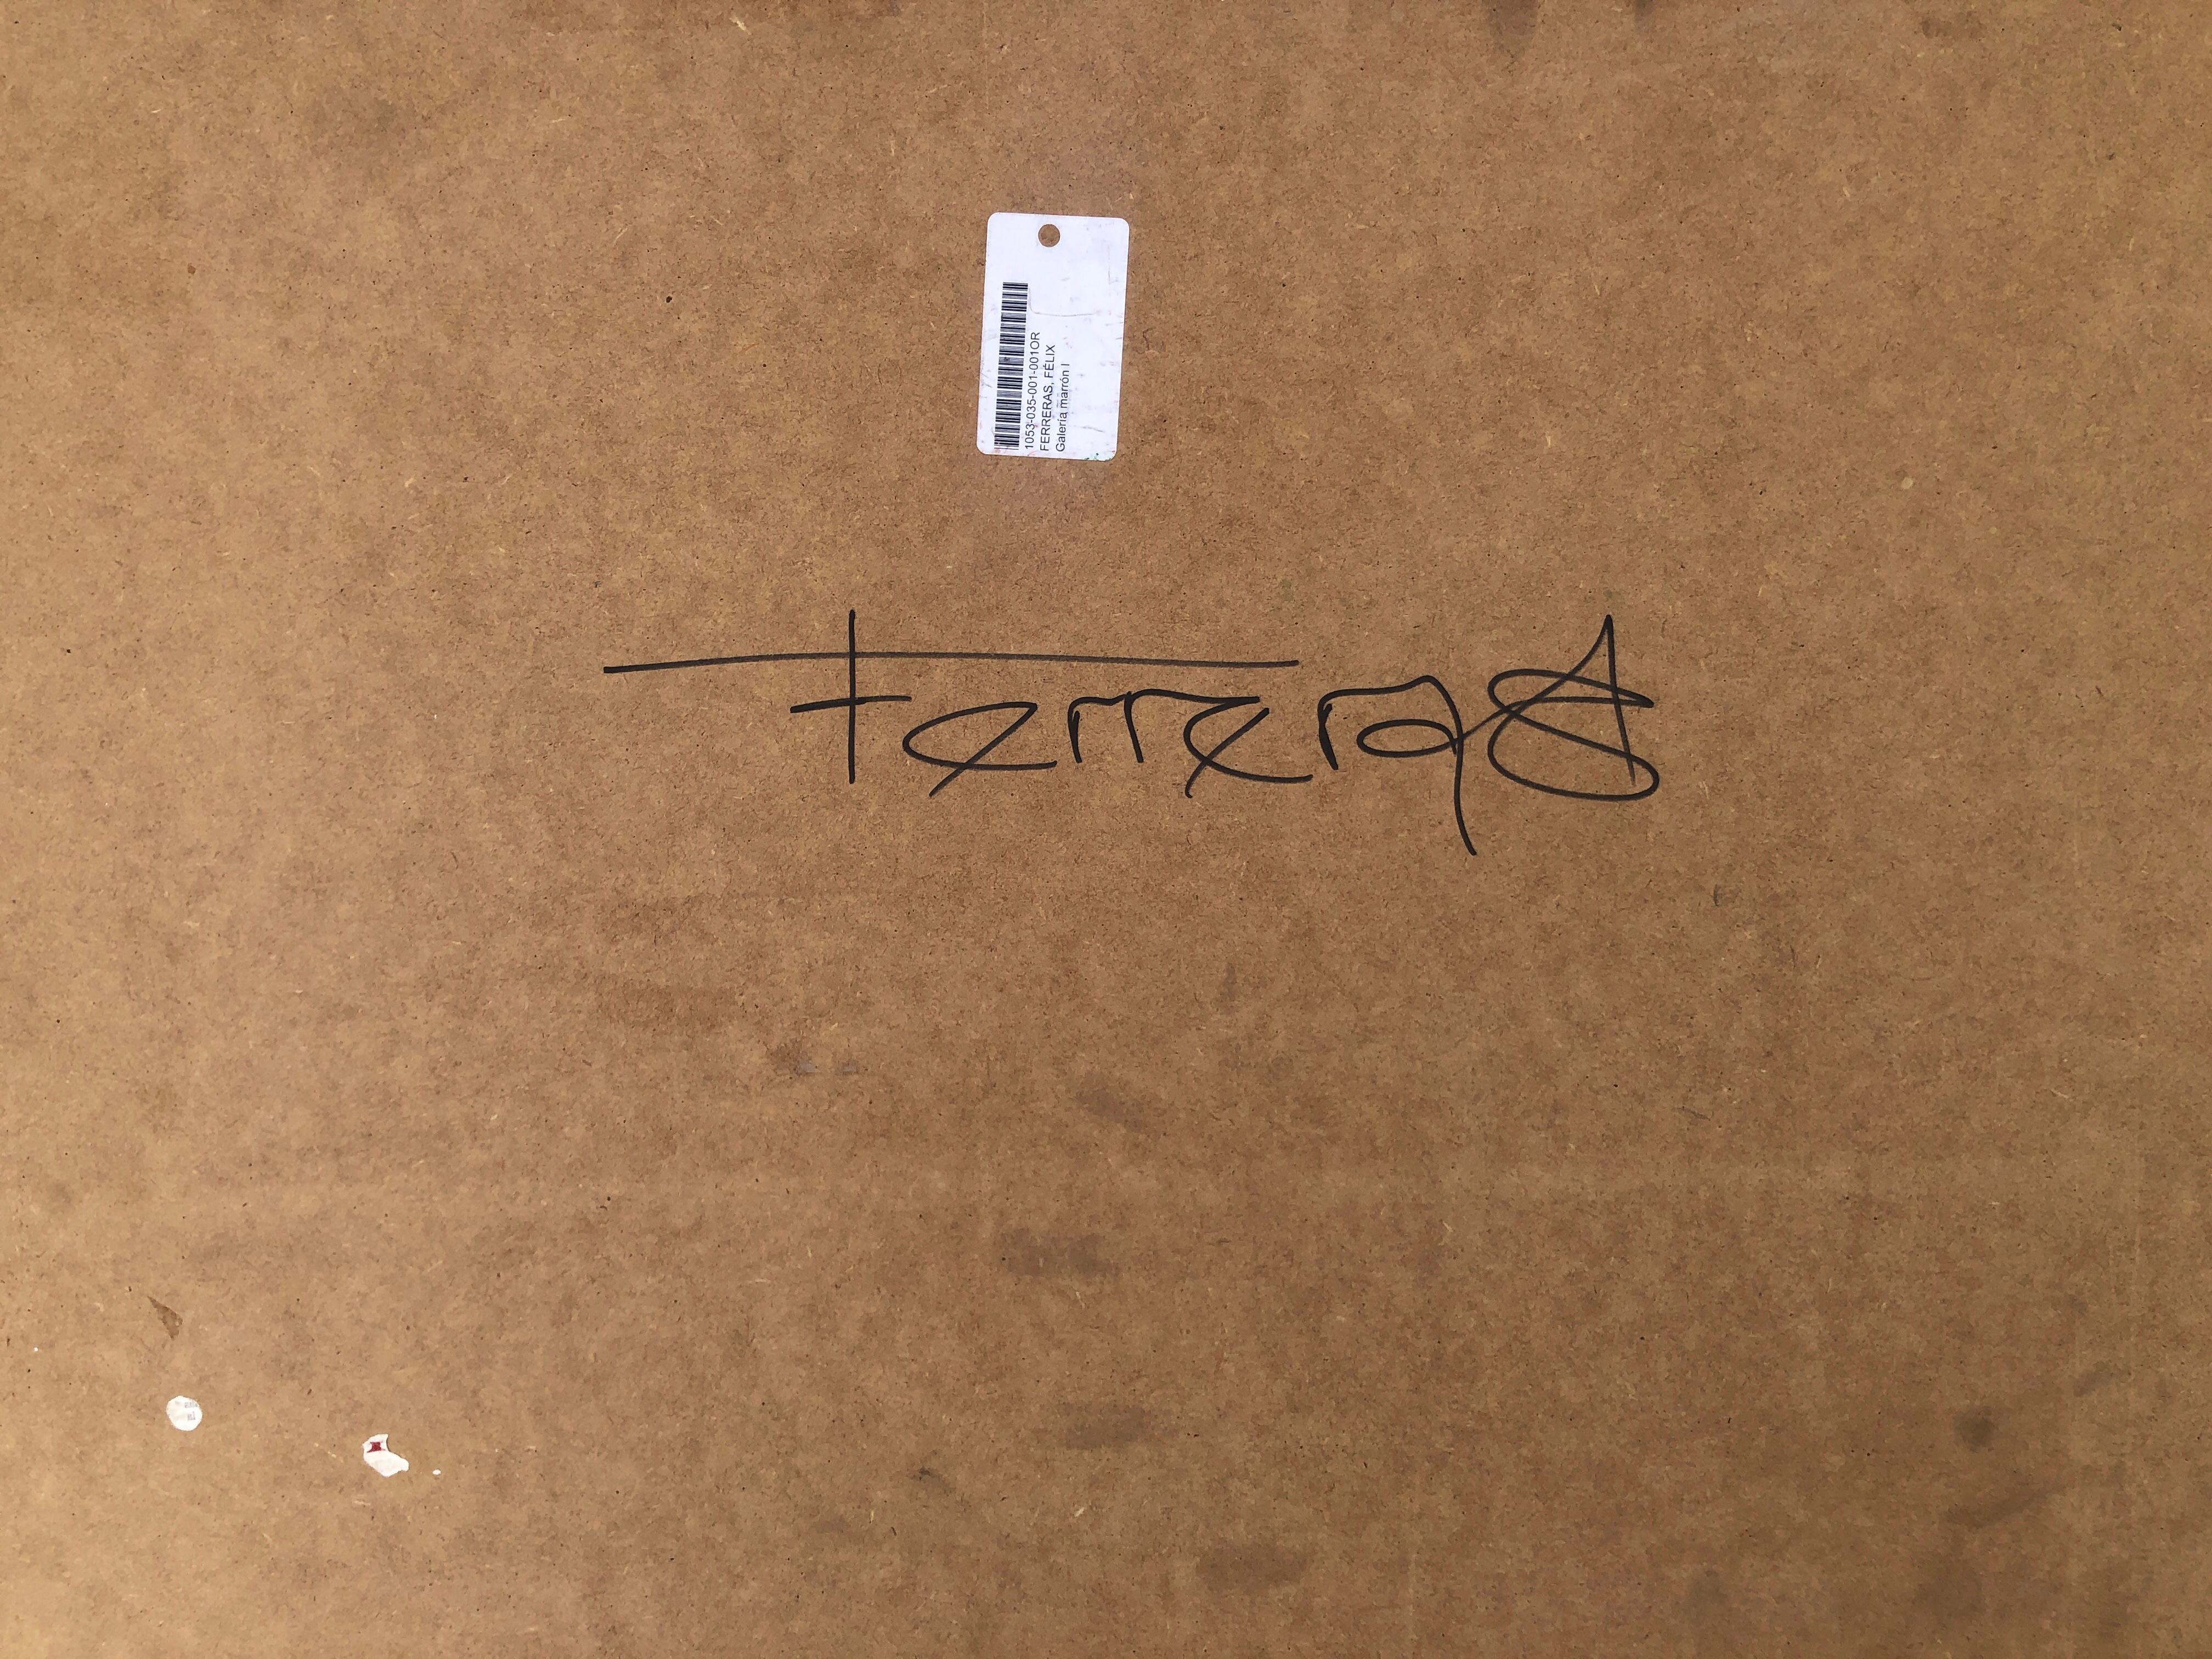 1053-035-001-001OR
FERRERAS, FÉLIX
Galería marrón I
Ferreras